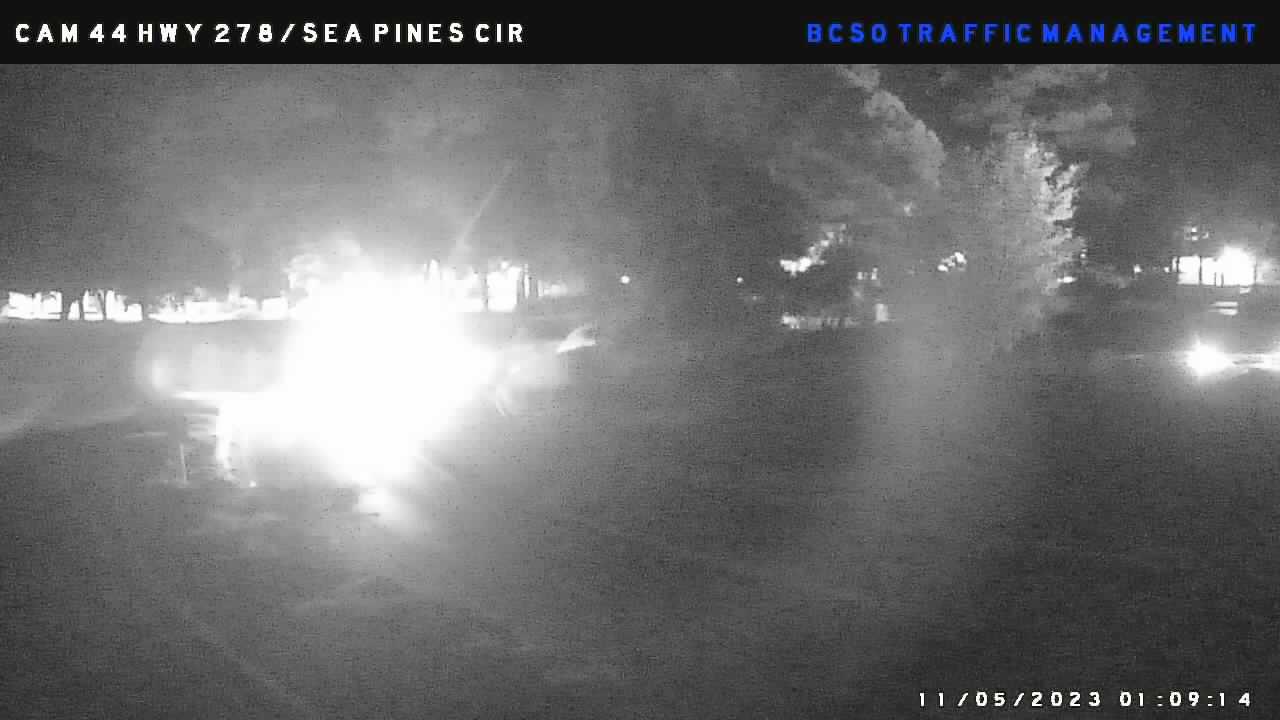 CAM 44 HWY 278/SEA PINES CIR
BCSO TRAFFIC MANAGEMENT
11/05/2023 01:09:14